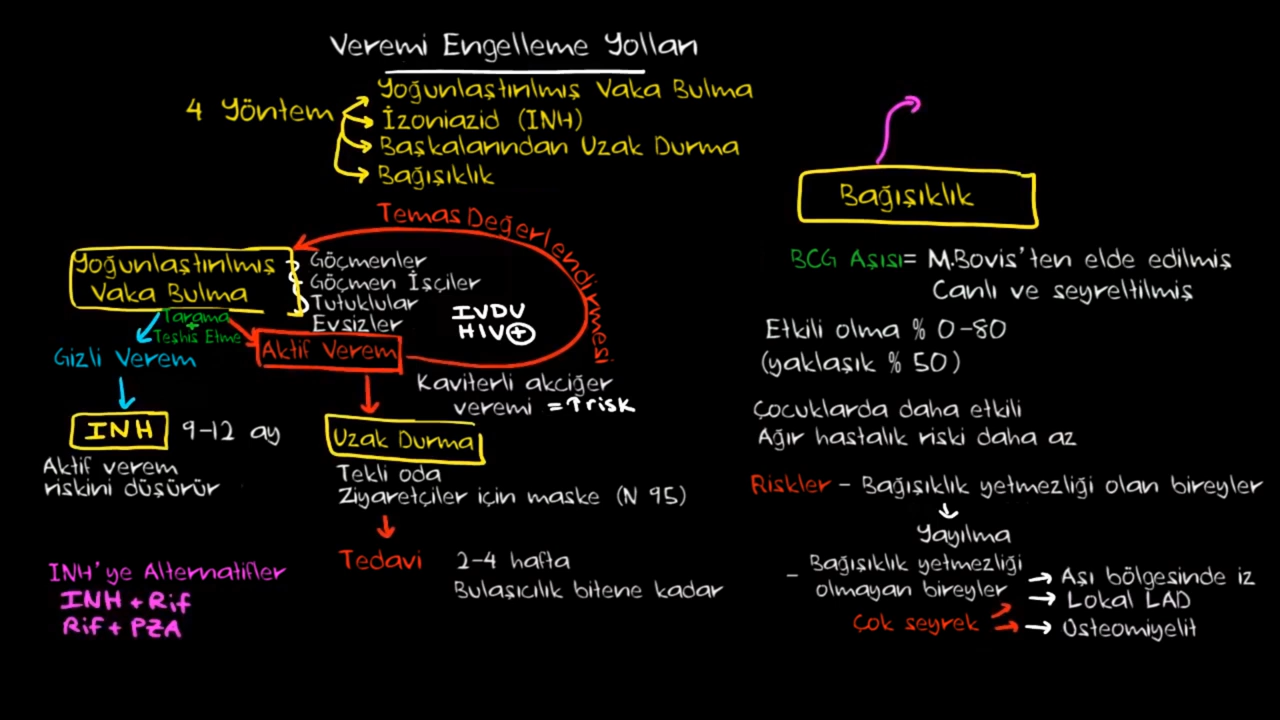 Veremi Engelleme Yolları
4 Yöntem
Yoğunlaştırılmış Vaka Bulma
İzoniazid (INH)
Başkalarından Uzak Durma
Bağışıklık
Temas Değerlendirmesi
Yoğunlaştırılmış
Vaka Bulma
Göçmenler
Göçmen İşçiler
Tutuklular
Evsizler
IVDU
HIV+
Tarama
+
Teshis Etme
Gizli Verem
Aktif Verem
Kaviterli akciğer
veremi = ↑risk
INH 9-12 ay
Aktif verem
riskini düşürür
Uzak Durma
Tekli oda
Ziyaretçiler için maske (N 95)
Tedavi 2-4 hafta
Bulaşıcılık bitene kadar
INH'ye Alternatifler
INH + Rif
Rif + PZA
Bağışıklık
BCG Aşısı = M.Bovis'ten elde edilmiş
Canlı ve seyreltilmiş
Etkili olma % 0-80
(yaklaşık % 50)
Çocuklarda daha etkili
Ağır hastalık riski daha az
Riskler - Bağışıklık yetmezliği olan bireyler
Yayılma
- Bağışıklık yetmezliği
olmayan bireyler
→ Aşı bölgesinde iz
→ Lokal LAD
Çok seyrek → Osteomiyelit